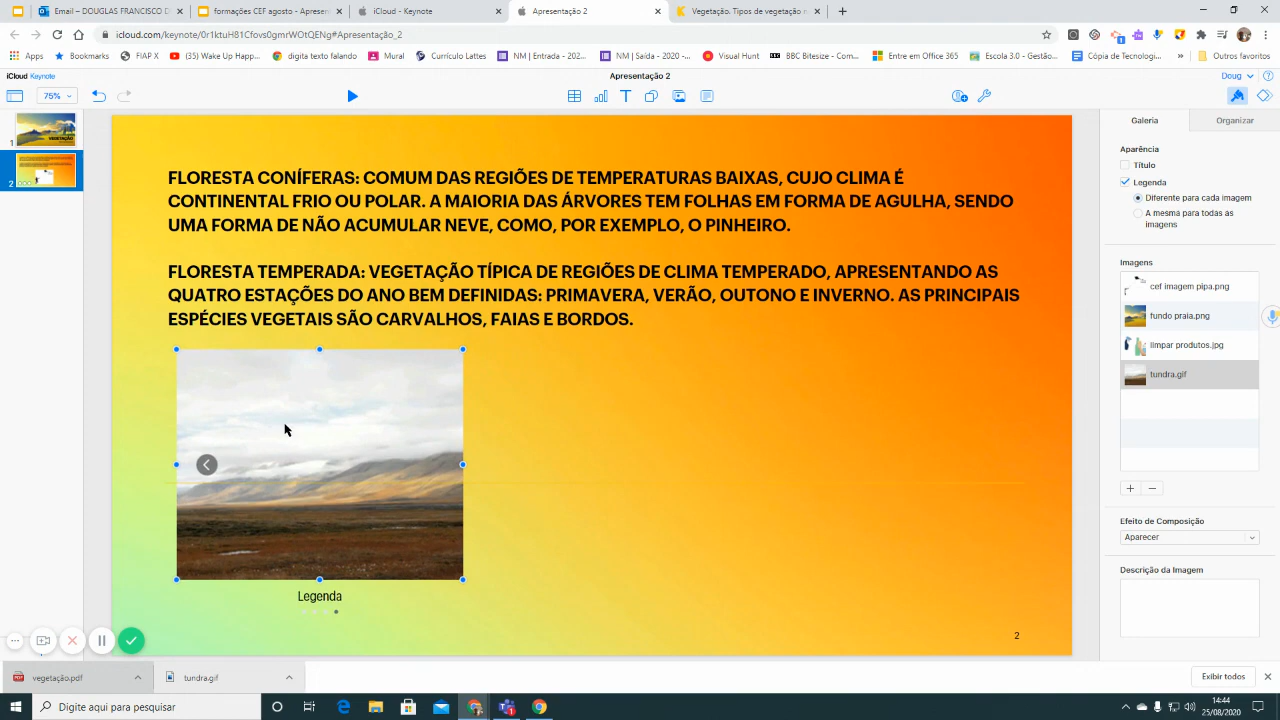 Email – DOUGLAS FRANCISCO D
formações CEF agosto - Apresen
iCloud - Keynote
Apresentação 2
Vegetação. Tipos de vegetação n
icloud.com/keynote/0r1ktuH81Cfovs0gmrWOtQENg#Apresentação_2
Apps
Bookmarks
FIAP X
(35) Wake Up Happ...
digita texto falando
Mural
Currículo Lattes
NM | Entrada - 202...
NM | Saída - 2020 -...
Visual Hunt
BBC Bitesize - Com...
Entre em Office 365
Escola 3.0 - Gestão...
Cópia de Tecnologi...
Outros favoritos
iCloud Keynote
Apresentação 2
Doug
75%
Galeria
Organizar
1
VEGETAÇÃO
2
FLORESTA CONÍFERAS: COMUM DAS REGIÕES DE TEMPERATURAS BAIXAS, CUJO CLIMA É
CONTINENTAL FRIO OU POLAR. A MAIORIA DAS ÁRVORES TEM FOLHAS EM FORMA DE AGULHA, SENDO
UMA FORMA DE NÃO ACUMULAR NEVE, COMO, POR EXEMPLO, O PINHEIRO.
FLORESTA TEMPERADA: VEGETAÇÃO TÍPICA DE REGIÕES DE CLIMA TEMPERADO, APRESENTANDO AS
QUATRO ESTAÇÕES DO ANO BEM DEFINIDAS: PRIMAVERA, VERÃO, OUTONO E INVERNO. AS PRINCIPAIS
ESPÉCIES VEGETAIS SÃO CARVALHOS, FAIAS E BORDOS.
Legenda
2
Aparência
Título
Legenda
Diferente para cada imagem
A mesma para todas as
imagens
Imagens
cef imagem pipa.png
fundo praia.png
limpar produtos.jpg
tundra.gif
Efeito de Composição
Aparecer
Descrição da Imagem
vegetação.pdf
tundra.gif
Exibir todos
Digite aqui para pesquisar
14:44
25/08/2020